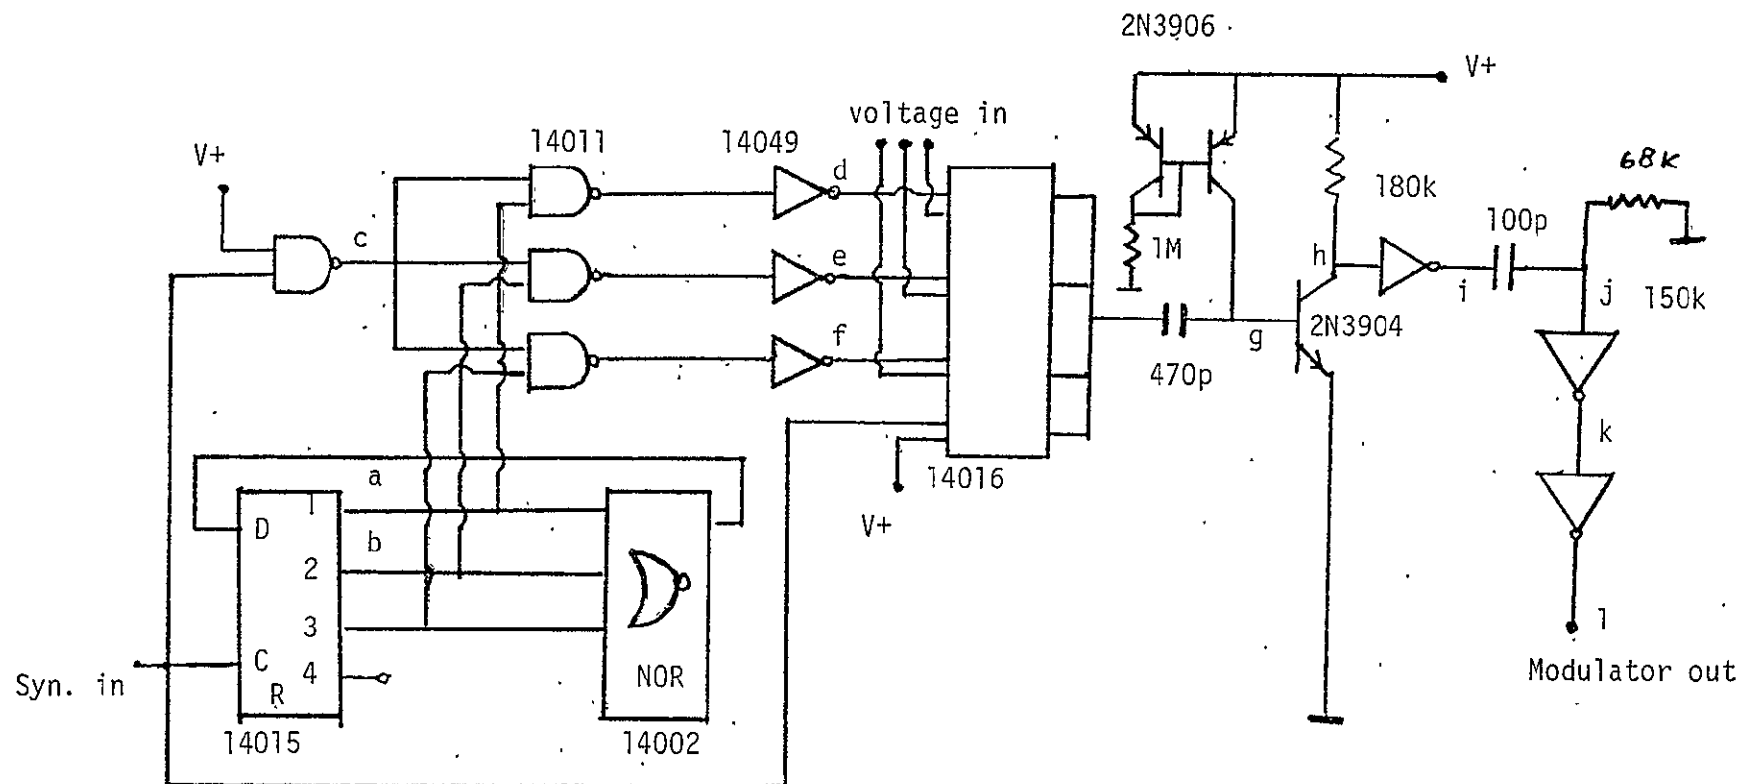 2N3906
V+
voltage in
14011
14049
V+
68K
d
180k
100p
c
1M
h
e
i
j
150k
2N3904
f
g
470p
k
a
14016
1
D
V+
b
2
3
1
C
4
NOR
Syn. in
R
Modulator out
14015
14002